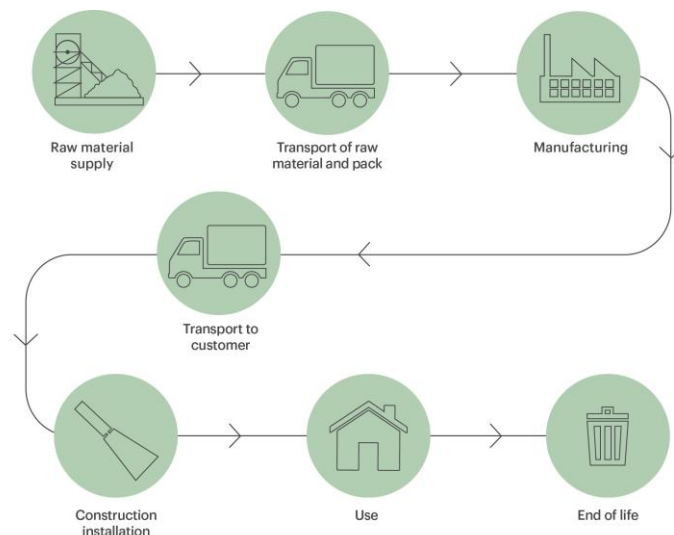 Raw material
supply
Transport of raw
material and pack
Manufacturing
Transport to
customer
Construction
installation
Use
End of life